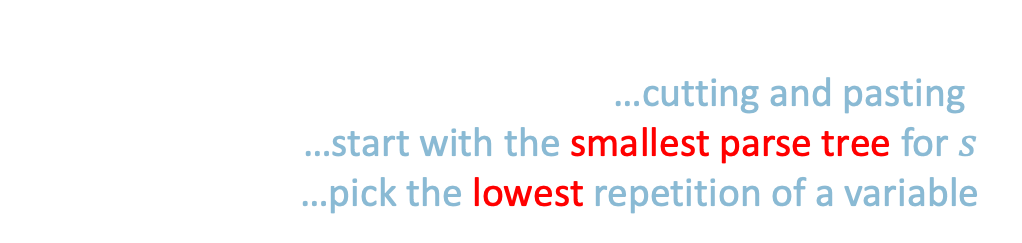 …cutting and pasting
…start with the smallest parse tree for s
…pick the lowest repetition of a variable